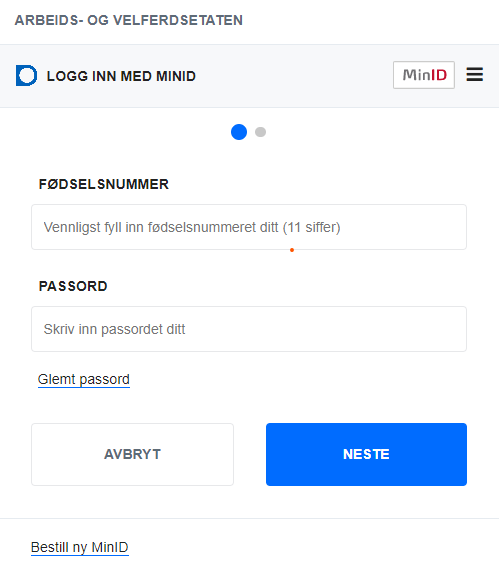 ARBEIDS- OG VELFERDSETATEN
LOGG INN MED MINID
MinID
FØDSELSNUMMER
Vennligst fyll inn fødselsnummeret ditt (11 siffer)
PASSORD
Skriv inn passordet ditt
Glemt passord
AVBRYT
NESTE
Bestill ny MinID